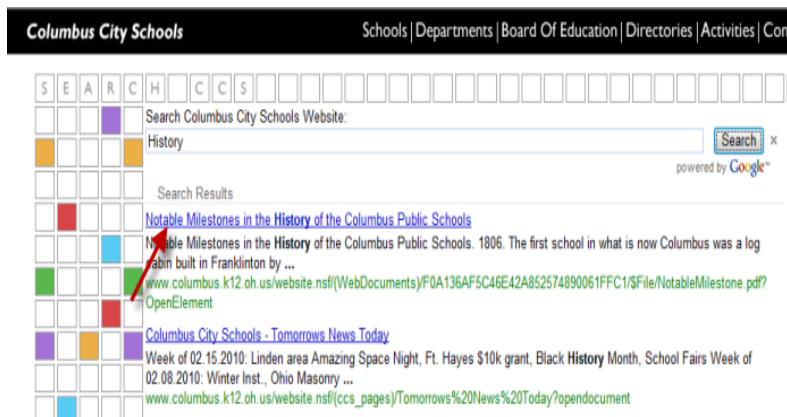 Columbus City Schools
Schools | Departments | Board Of Education | Directories | Activities | Con
S E A R C H C C S
Search Columbus City Schools Website:
History
Search x
powered by Google™
Search Results
Notable Milestones in the History of the Columbus Public Schools
Notable Milestones in the History of the Columbus Public Schools. 1806. The first school in what is now Columbus was a log
cabin built in Franklinton by ...
www.columbus.k12.oh.us/website.nsf/(WebDocuments)/F0A136AF5C46E42A852574890061FFC1/$File/NotableMilestone.pdf?
OpenElement
Columbus City Schools - Tomorrows News Today
Week of 02.15.2010: Linden area Amazing Space Night, Ft. Hayes $10k grant, Black History Month, School Fairs Week of
02.08.2010: Winter Inst., Ohio Masonry ...
www.columbus.k12.oh.us/website.nsf/(ccs_pages)/Tomorrows%20News%20Today?opendocument